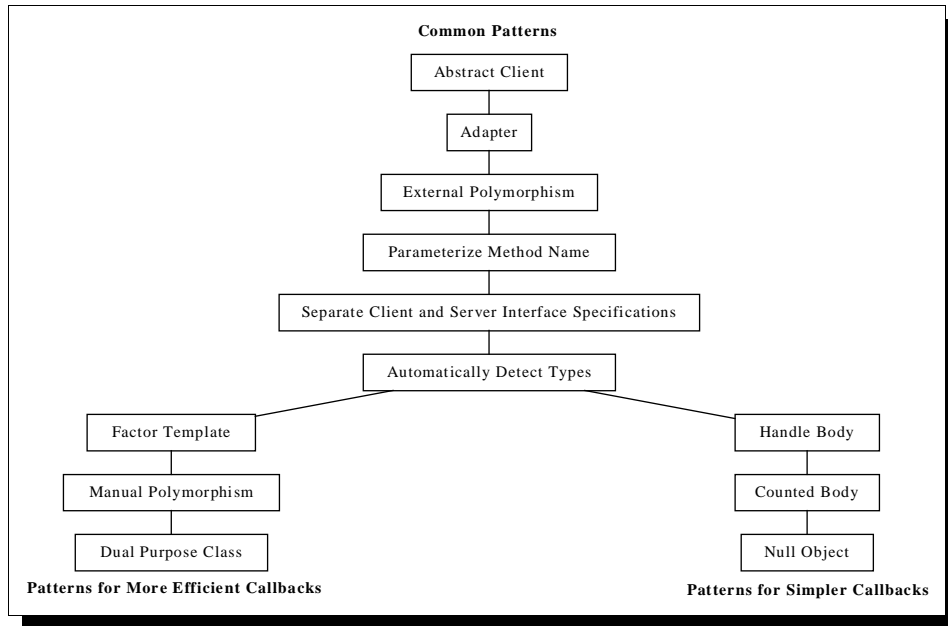 Common Patterns
Abstract Client
Adapter
External Polymorphism
Parameterize Method Name
Separate Client and Server Interface Specifications
Automatically Detect Types
Factor Template
Handle Body
Manual Polymorphism
Counted Body
Dual Purpose Class
Null Object
Patterns for More Efficient Callbacks
Patterns for Simpler Callbacks